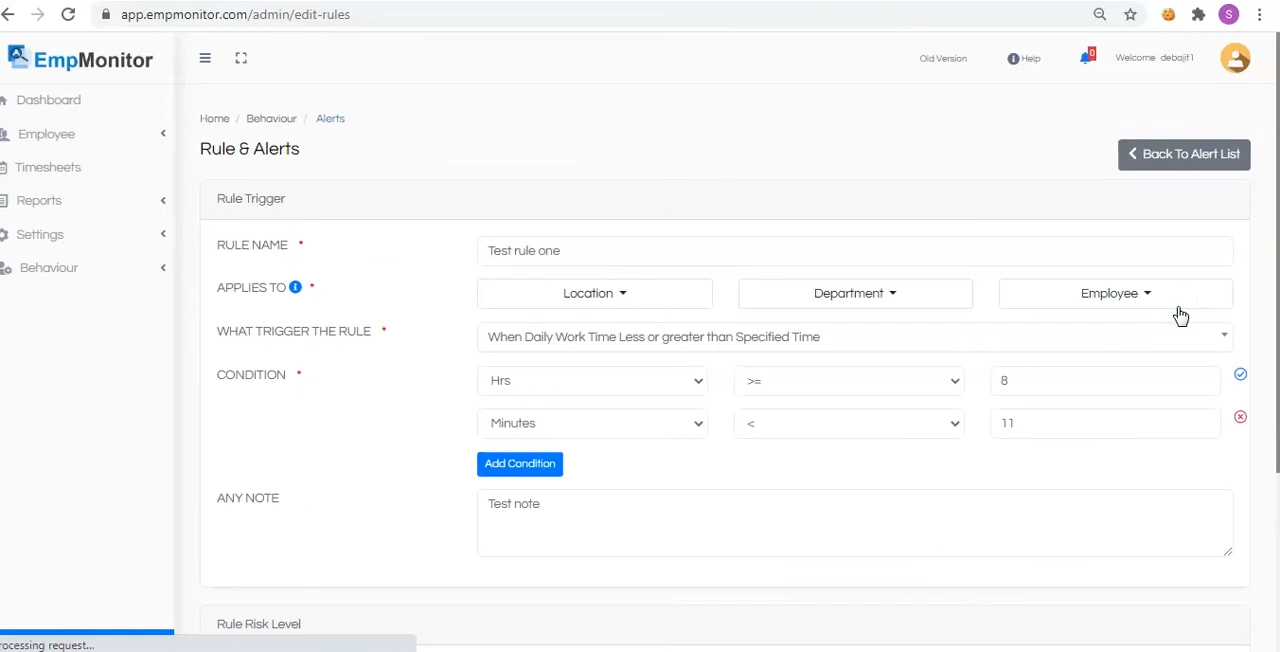 app.empmonitor.com/admin/edit-rules
S
EmpMonitor
Old Version
Help
0
Welcome debajit1
Dashboard
Employee
Timesheets
Reports
Settings
Behaviour
Home / Behaviour / Alerts
Rule & Alerts
Back To Alert List
Rule Trigger
RULE NAME *
Test rule one
APPLIES TO *
Location
Department
Employee
WHAT TRIGGER THE RULE *
When Daily Work Time Less or greater than Specified Time
CONDITION *
Hrs
>=
8
Minutes
<
11
Add Condition
ANY NOTE
Test note
Rule Risk Level
rocessing request...